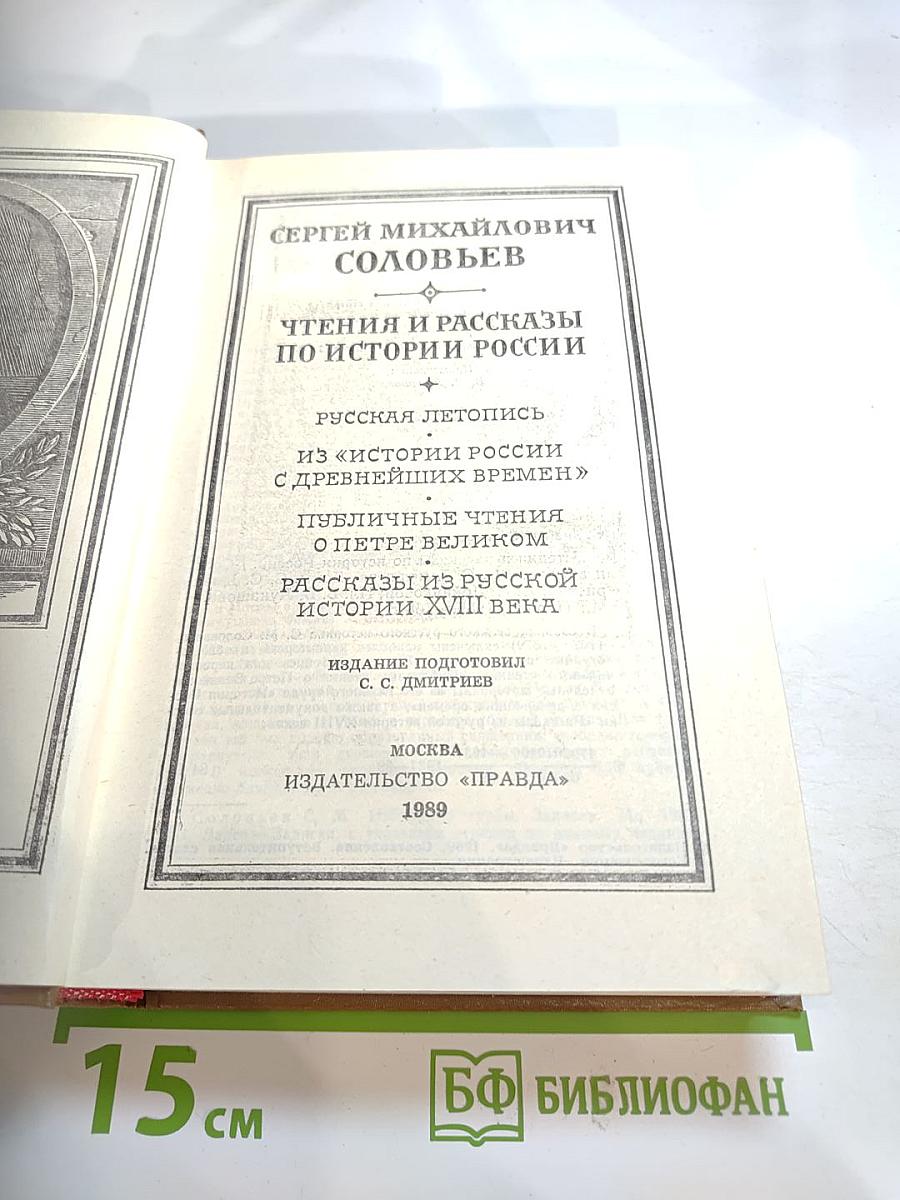 СЕРГЕЙ МИХАЙЛОВИЧ
СОЛОВЬЕВ
ЧТЕНИЯ И РАССКАЗЫ
ПО ИСТОРИИ РОССИИ
РУССКАЯ ЛЕТОПИСЬ
ИЗ «ИСТОРИИ РОССИИ
С ДРЕВНЕЙШИХ ВРЕМЕН»
ПУБЛИЧНЫЕ ЧТЕНИЯ
О ПЕТРЕ ВЕЛИКОМ
РАССКАЗЫ ИЗ РУССКОЙ
ИСТОРИИ XVIII ВЕКА
ИЗДАНИЕ ПОДГОТОВИЛ
С. С. ДМИТРИЕВ
МОСКВА
ИЗДАТЕЛЬСТВО «ПРАВДА»
1989
15 см
БФ БИБЛИОФАН